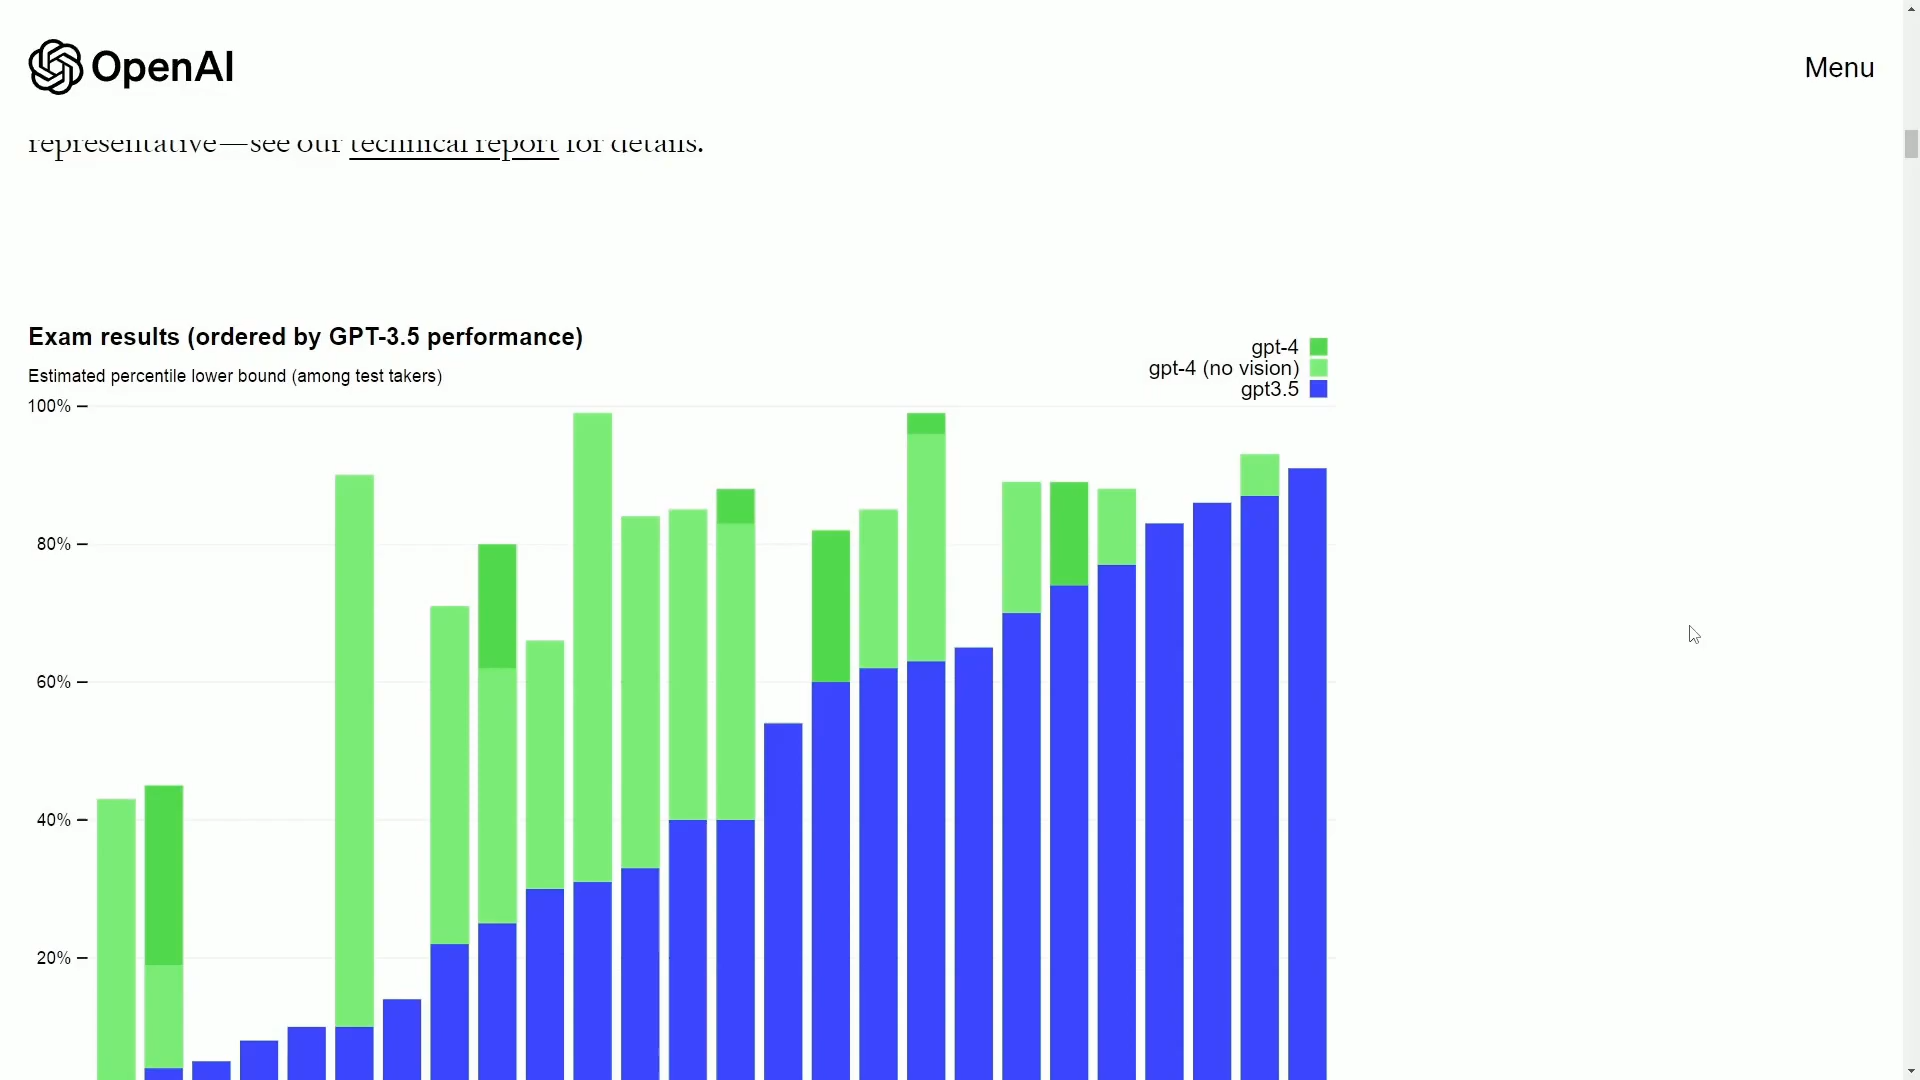 OpenAI
Menu
representative—see our technical report for details.
Exam results (ordered by GPT-3.5 performance)
gpt-4
gpt-4 (no vision)
gpt3.5
Estimated percentile lower bound (among test takers)
100%
80%
60%
40%
20%